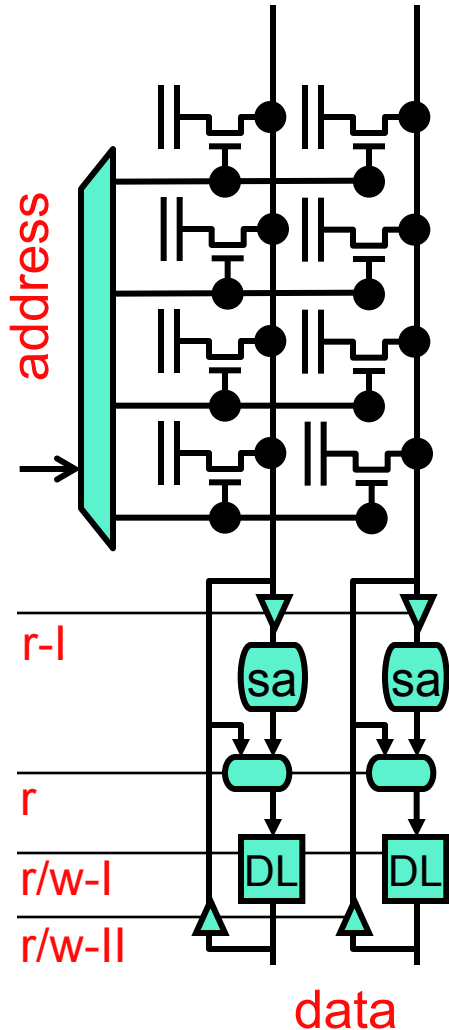 address
r-I
sa sa
r
DL DL
r/w-I
r/w-II
data